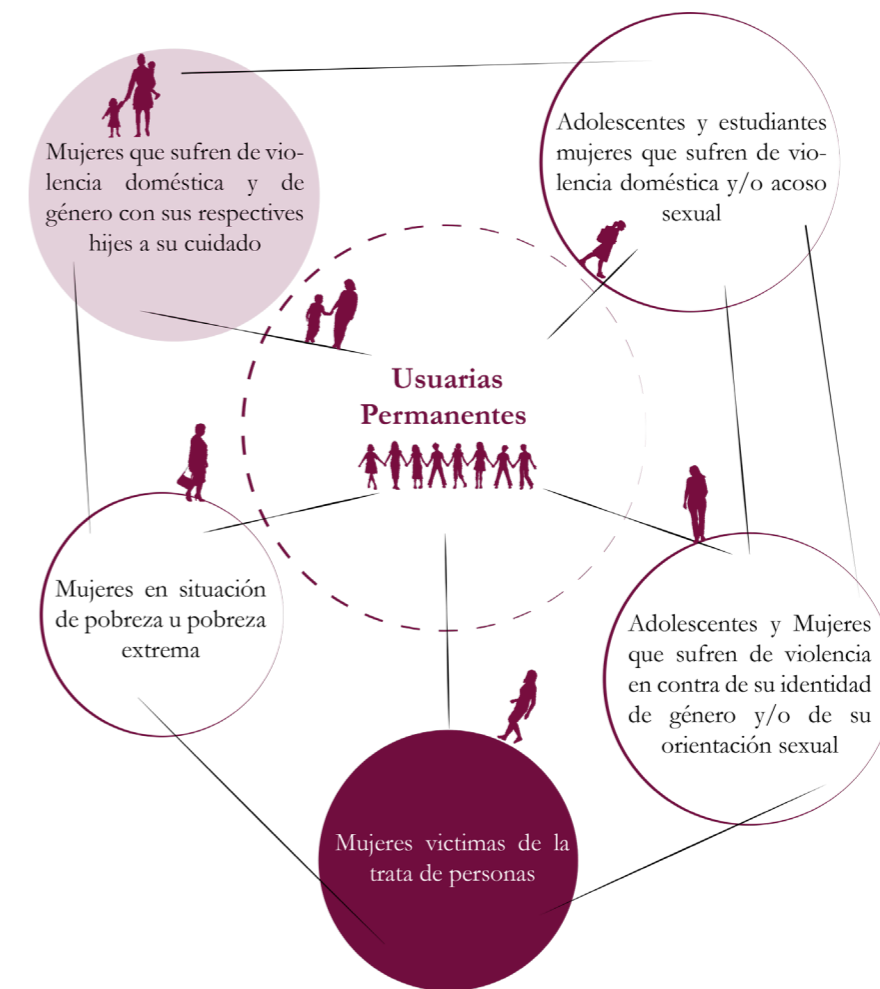 Mujeres que sufren de vio-
lencia doméstica y de
género con sus respectives
hijes a su cuidado
Adolescentes y estudiantes
mujeres que sufren de vio-
lencia doméstica y/o acoso
sexual
Usuarias
Permanentes
Mujeres en situación
de pobreza u pobreza
extrema
Adolescentes y Mujeres
que sufren de violencia
en contra de su identidad
de género y/o de su
orientación sexual
Mujeres victimas de la
trata de personas